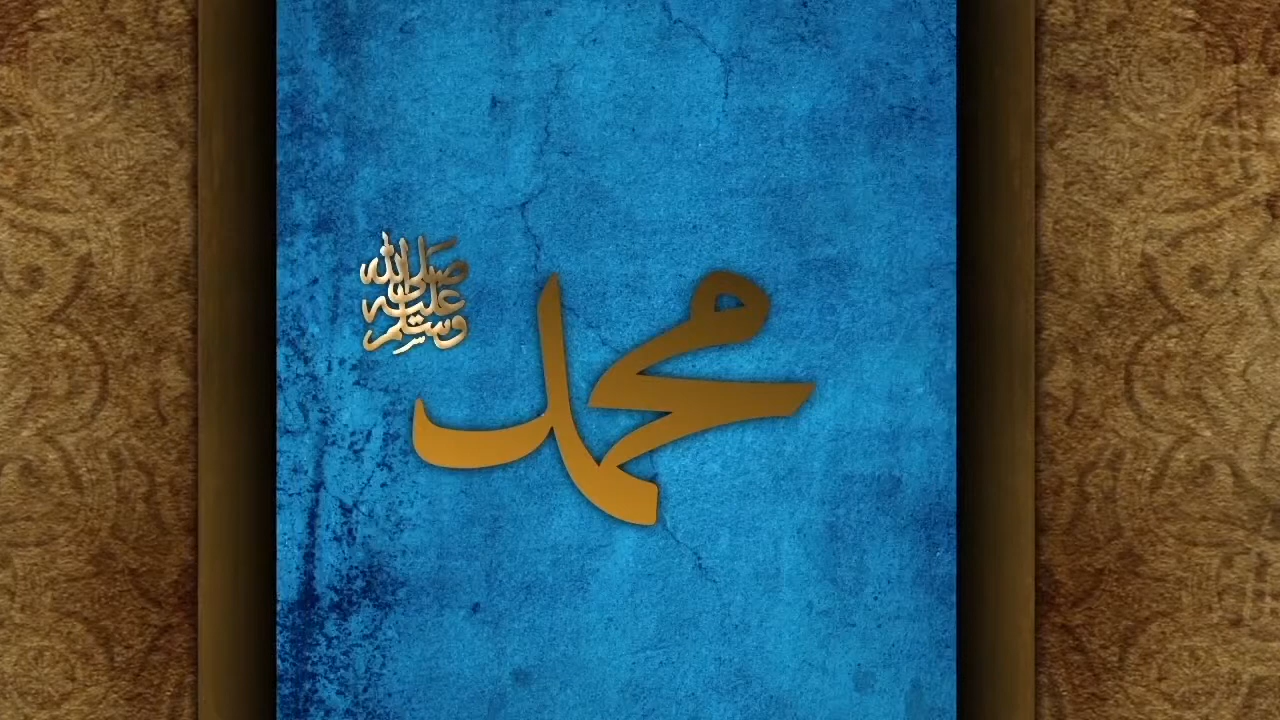 محمد
صلى الله
عليه
وسلم